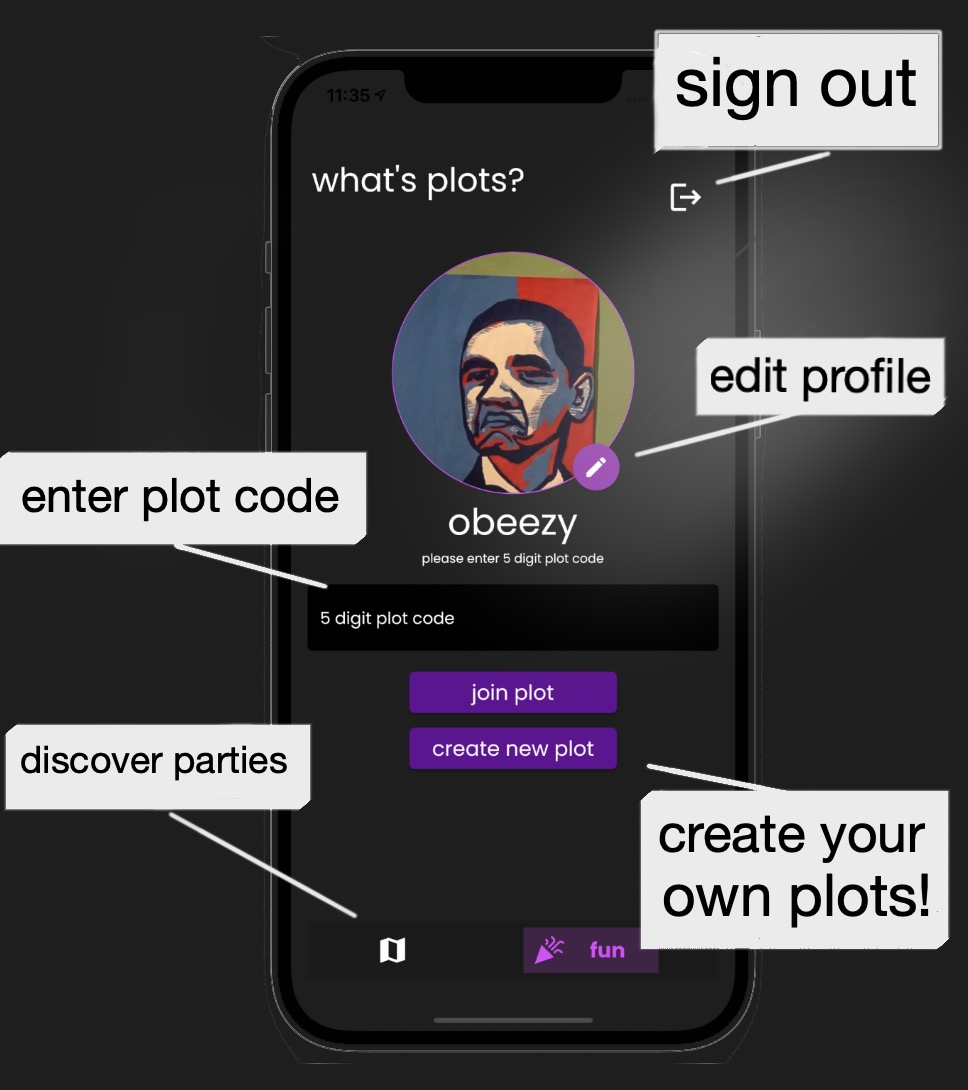 sign out
11:35
what's plots?
edit profile
enter plot code
obeezy
please enter 5 digit plot code
5 digit plot code
join plot
discover parties
create new plot
create your
own plots!
fun